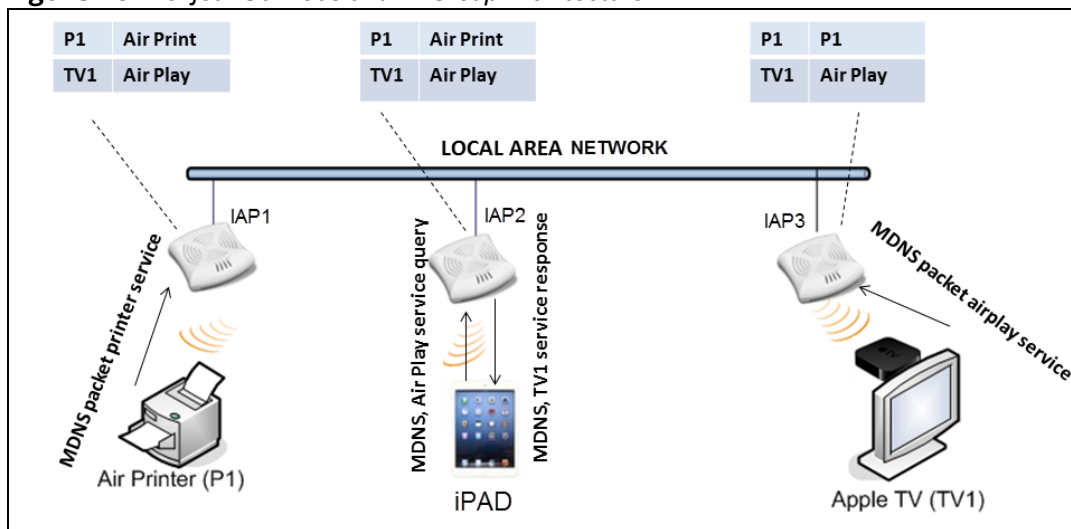 P1 Air Print
TV1 Air Play
P1 Air Print
TV1 Air Play
P1 P1
TV1 Air Play
LOCAL AREA NETWORK
IAP1
IAP2
IAP3
MDNS packet printer service
MDNS, Air Play service query
MDNS, TV1 service response
MDNS packet airplay service
tv
Air Printer (P1)
iPAD
Apple TV (TV1)